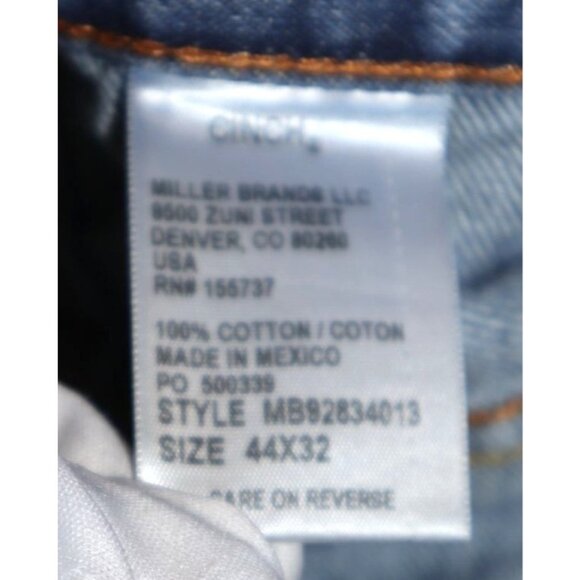 CINCH®
MILLER BRANDS LLC
8500 ZUNI STREET
DENVER, CO 80260
USA
RN# 155737
100% COTTON / COTON
MADE IN MEXICO
PO 500339
STYLE MB92834013
SIZE 44X32
CARE ON REVERSE